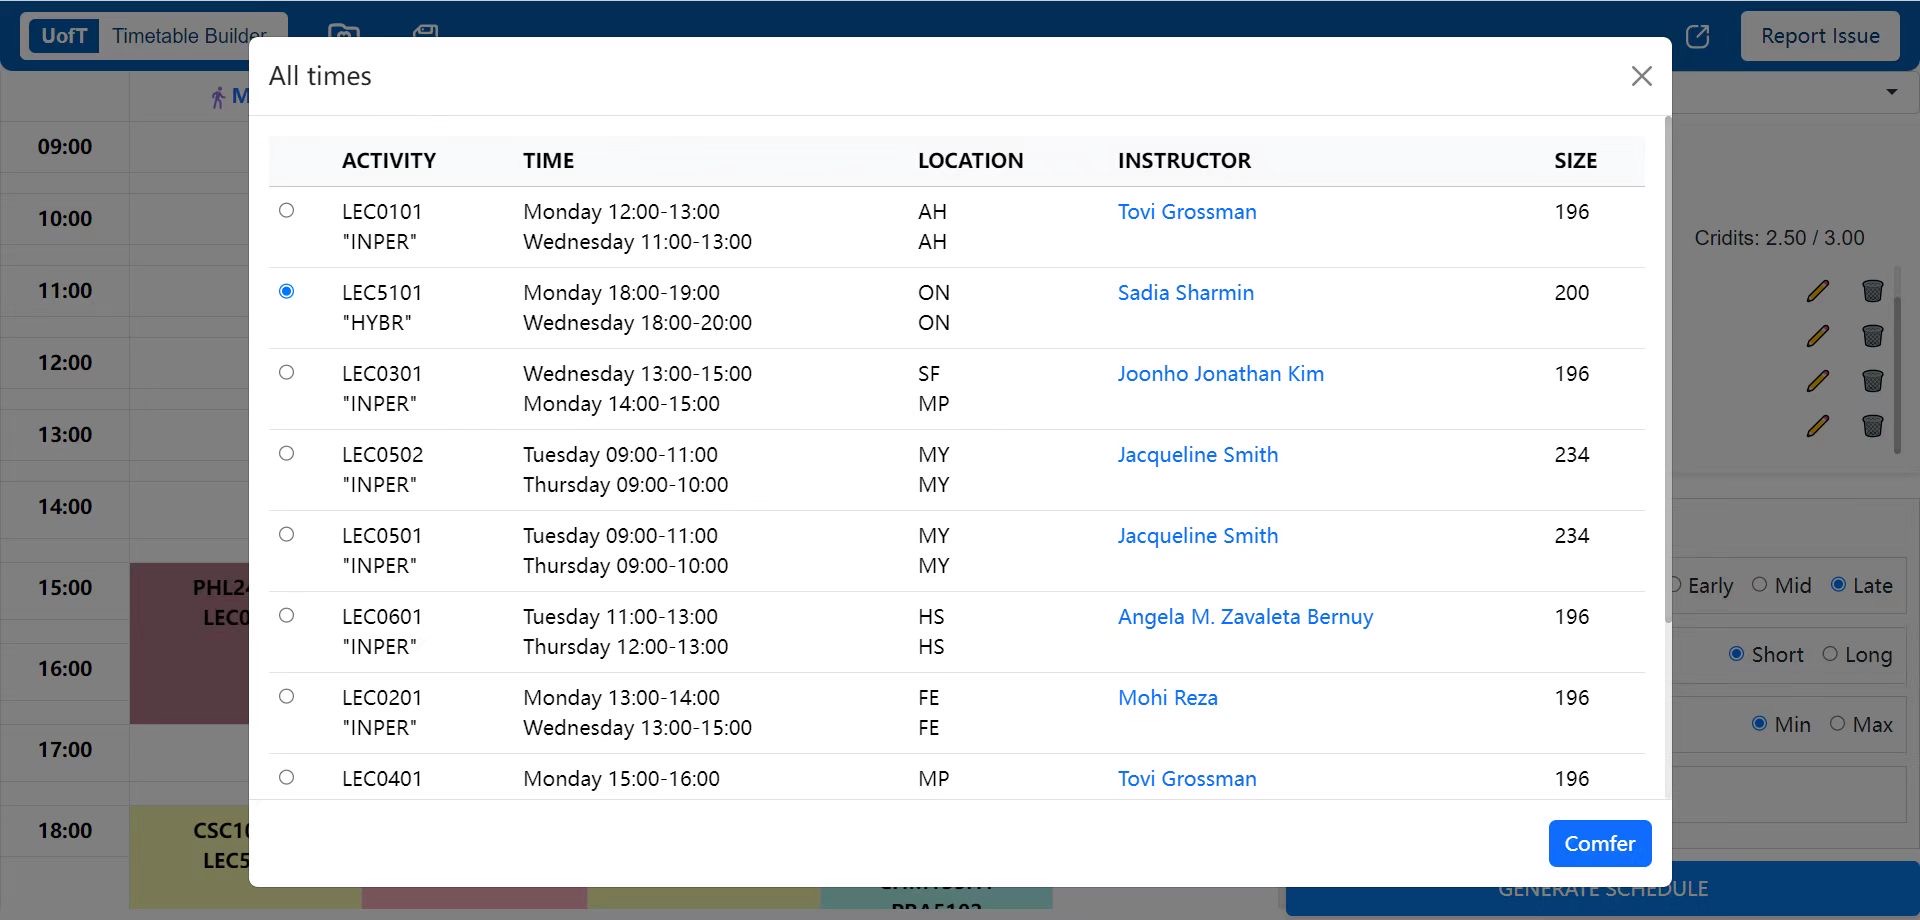 UofT Timetable Builder
Report Issue
All times
ACTIVITY TIME LOCATION INSTRUCTOR SIZE
LEC0101 Monday 12:00-13:00 AH Tovi Grossman 196
"INPER" Wednesday 11:00-13:00 AH
LEC5101 Monday 18:00-19:00 ON Sadia Sharmin 200
"HYBR" Wednesday 18:00-20:00 ON
LEC0301 Wednesday 13:00-15:00 SF Joonho Jonathan Kim 196
"INPER" Monday 14:00-15:00 MP
LEC0502 Tuesday 09:00-11:00 MY Jacqueline Smith 234
"INPER" Thursday 09:00-10:00 MY
LEC0501 Tuesday 09:00-11:00 MY Jacqueline Smith 234
"INPER" Thursday 09:00-10:00 MY
LEC0601 Tuesday 11:00-13:00 HS Angela M. Zavaleta Bernuy 196
"INPER" Thursday 12:00-13:00 HS
LEC0201 Monday 13:00-14:00 FE Mohi Reza 196
"INPER" Wednesday 13:00-15:00 FE
LEC0401 Monday 15:00-16:00 MP Tovi Grossman 196
Comfer
M
09:00
10:00
11:00
12:00
13:00
14:00
15:00
16:00
17:00
18:00
PHL24
LEC0
CSC10
LEC5
Cridits: 2.50 / 3.00
Early Mid Late
Short Long
Min Max
GENERATE SCHEDULE